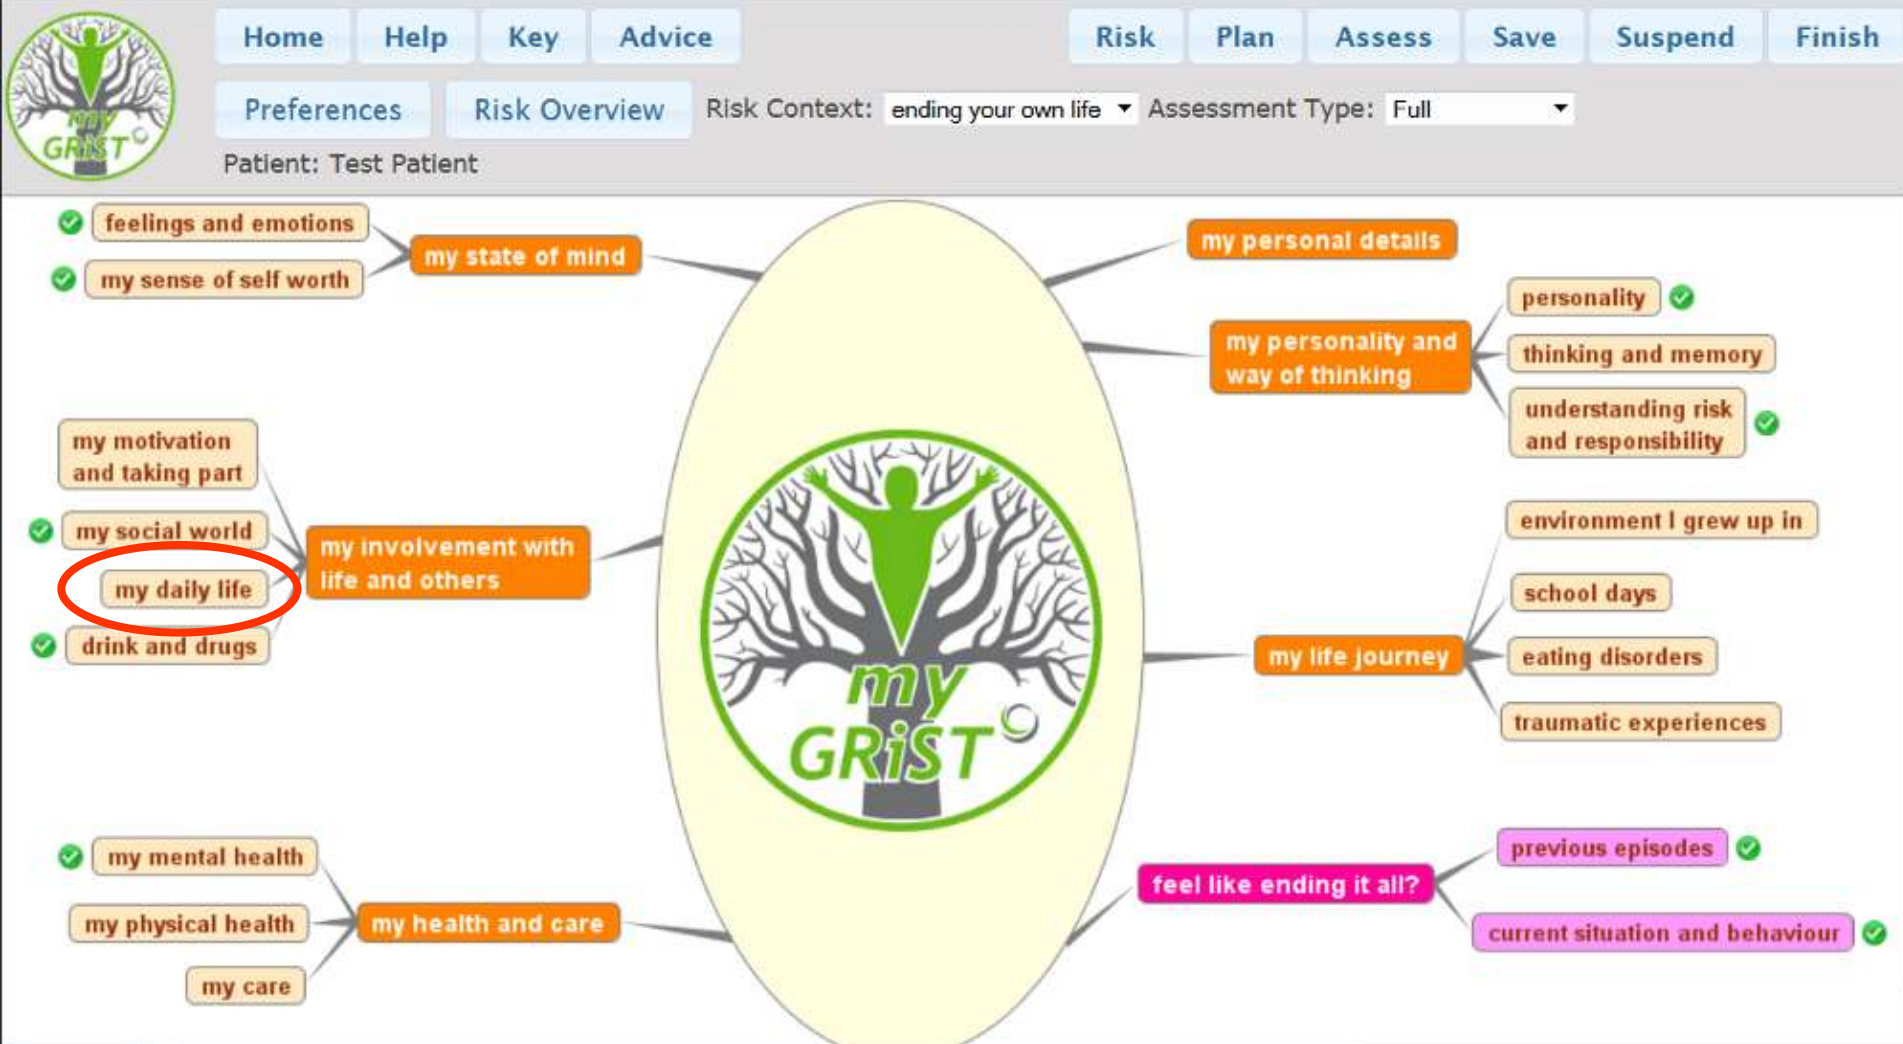 Home Help Key Advice Risk Plan Assess Save Suspend Finish
Preferences Risk Overview Risk Context: ending your own life Assessment Type: Full
my
GRiST
Patient: Test Patient
feelings and emotions
my sense of self worth
my state of mind
my motivation
and taking part
my social world
my daily life
drink and drugs
my involvement with
life and others
my mental health
my physical health
my care
my health and care
my
GRiST
my personal details
my personality and
way of thinking
personality
thinking and memory
understanding risk
and responsibility
my life journey
environment I grew up in
school days
eating disorders
traumatic experiences
feel like ending it all?
previous episodes
current situation and behaviour